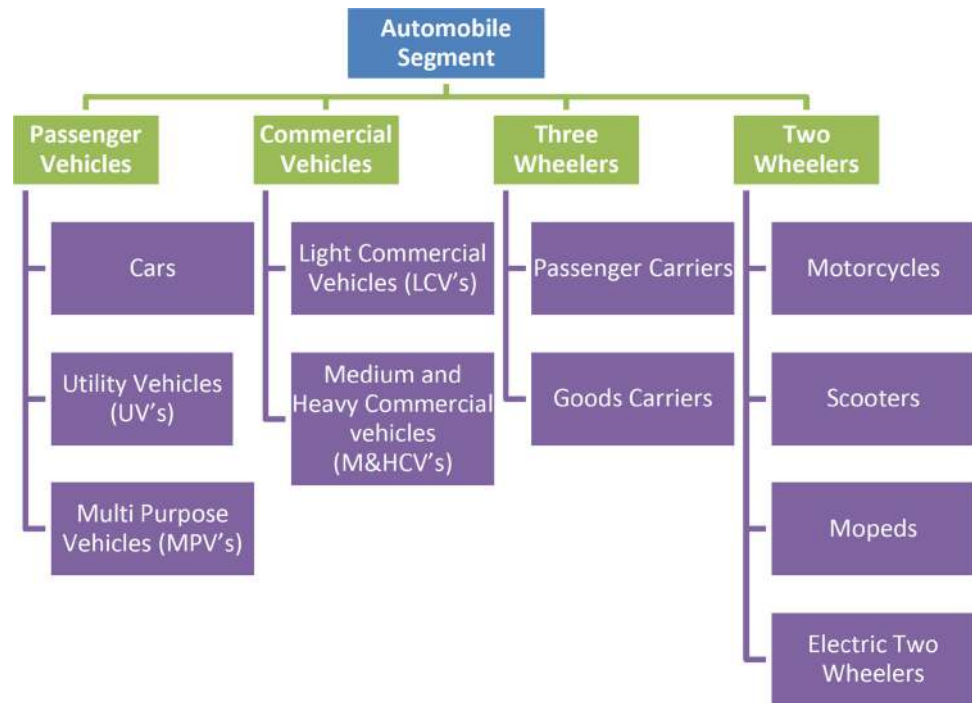 Automobile
Segment
Passenger
Vehicles
Cars
Utility Vehicles
(UV's)
Multi Purpose
Vehicles (MPV's)
Commercial
Vehicles
Light Commercial
Vehicles (LCV's)
Medium and
Heavy Commercial
vehicles
(M&HCV's)
Three
Wheelers
Passenger Carriers
Goods Carriers
Two
Wheelers
Motorcycles
Scooters
Mopeds
Electric Two
Wheelers